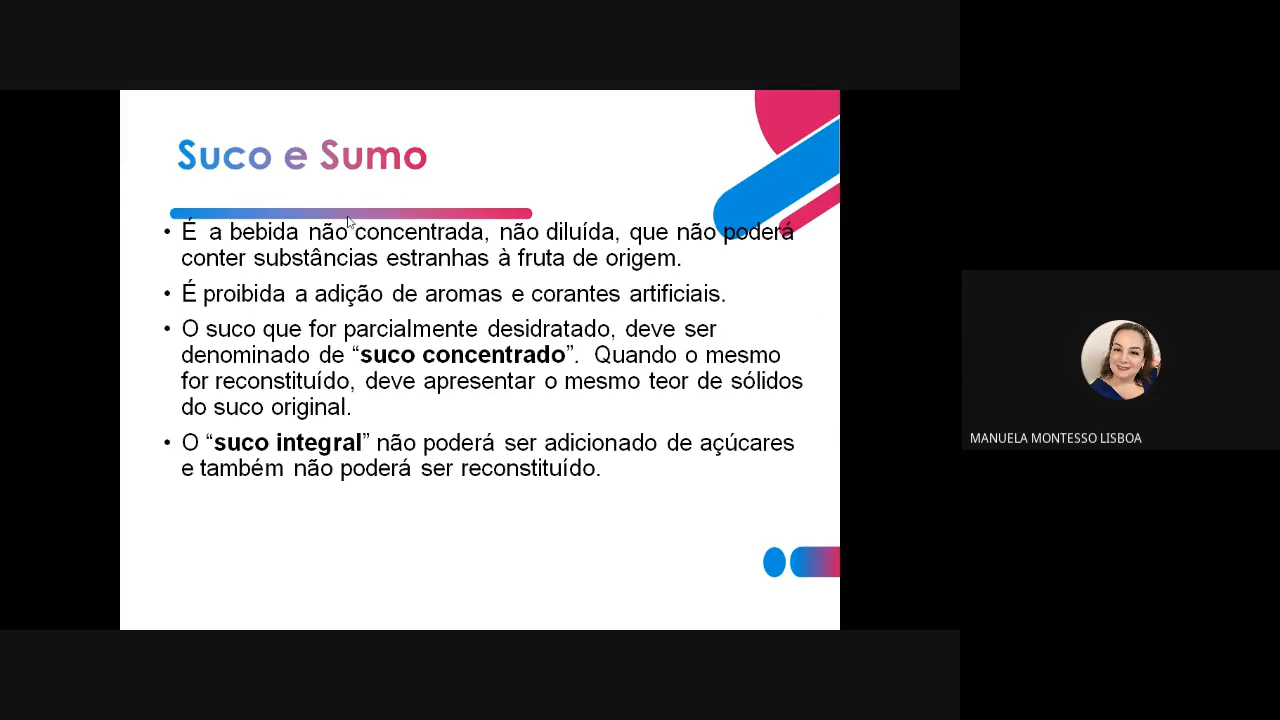 Suco e Sumo
• É a bebida não concentrada, não diluída, que não poderá
conter substâncias estranhas à fruta de origem.
• É proibida a adição de aromas e corantes artificiais.
• O suco que for parcialmente desidratado, deve ser
denominado de “suco concentrado”. Quando o mesmo
for reconstituído, deve apresentar o mesmo teor de sólidos
do suco original.
• O “suco integral” não poderá ser adicionado de açúcares
e também não poderá ser reconstituído.
MANUELA MONTESSO LISBOA